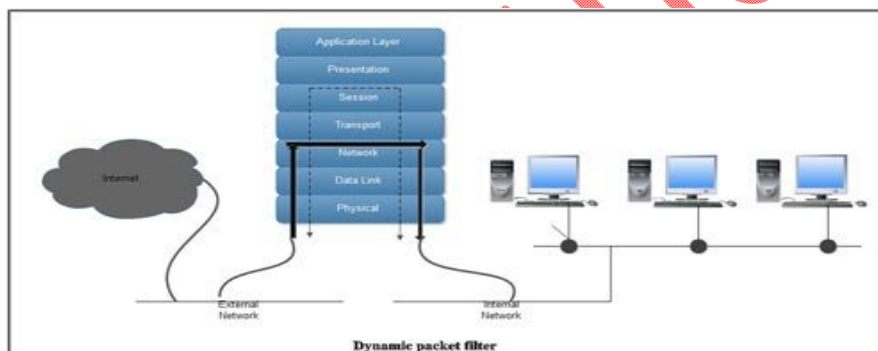 Application Layer
Presentation
Session
Transport
Network
Data Link
Physical
Internet
External
Network
Internal
Network
Dynamic packet filter